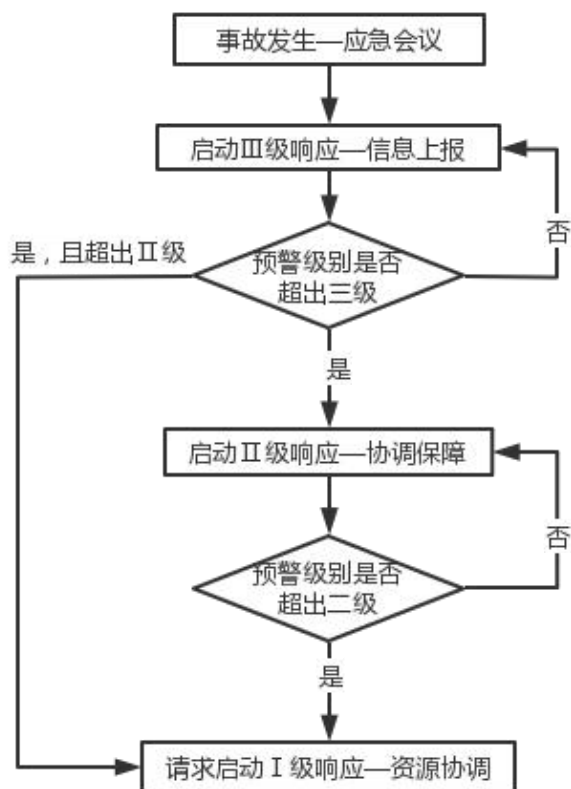 事故发生—应急会议
启动Ⅲ级响应—信息上报
否
是，且超出Ⅱ级
预警级别是否
超出三级
是
启动Ⅱ级响应—协调保障
否
预警级别是否
超出二级
是
请求启动Ⅰ级响应—资源协调